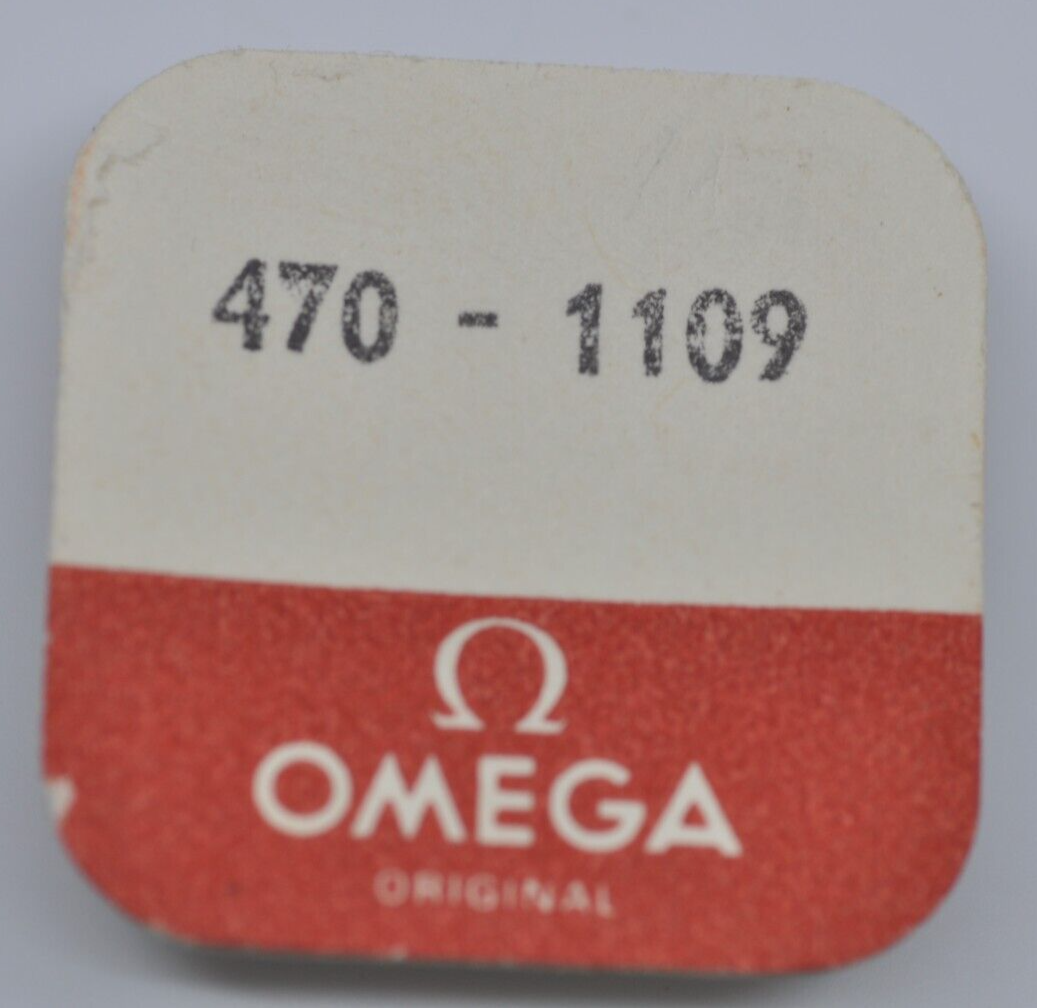 470 - 1109
Ω
OMEGA
ORIGINAL